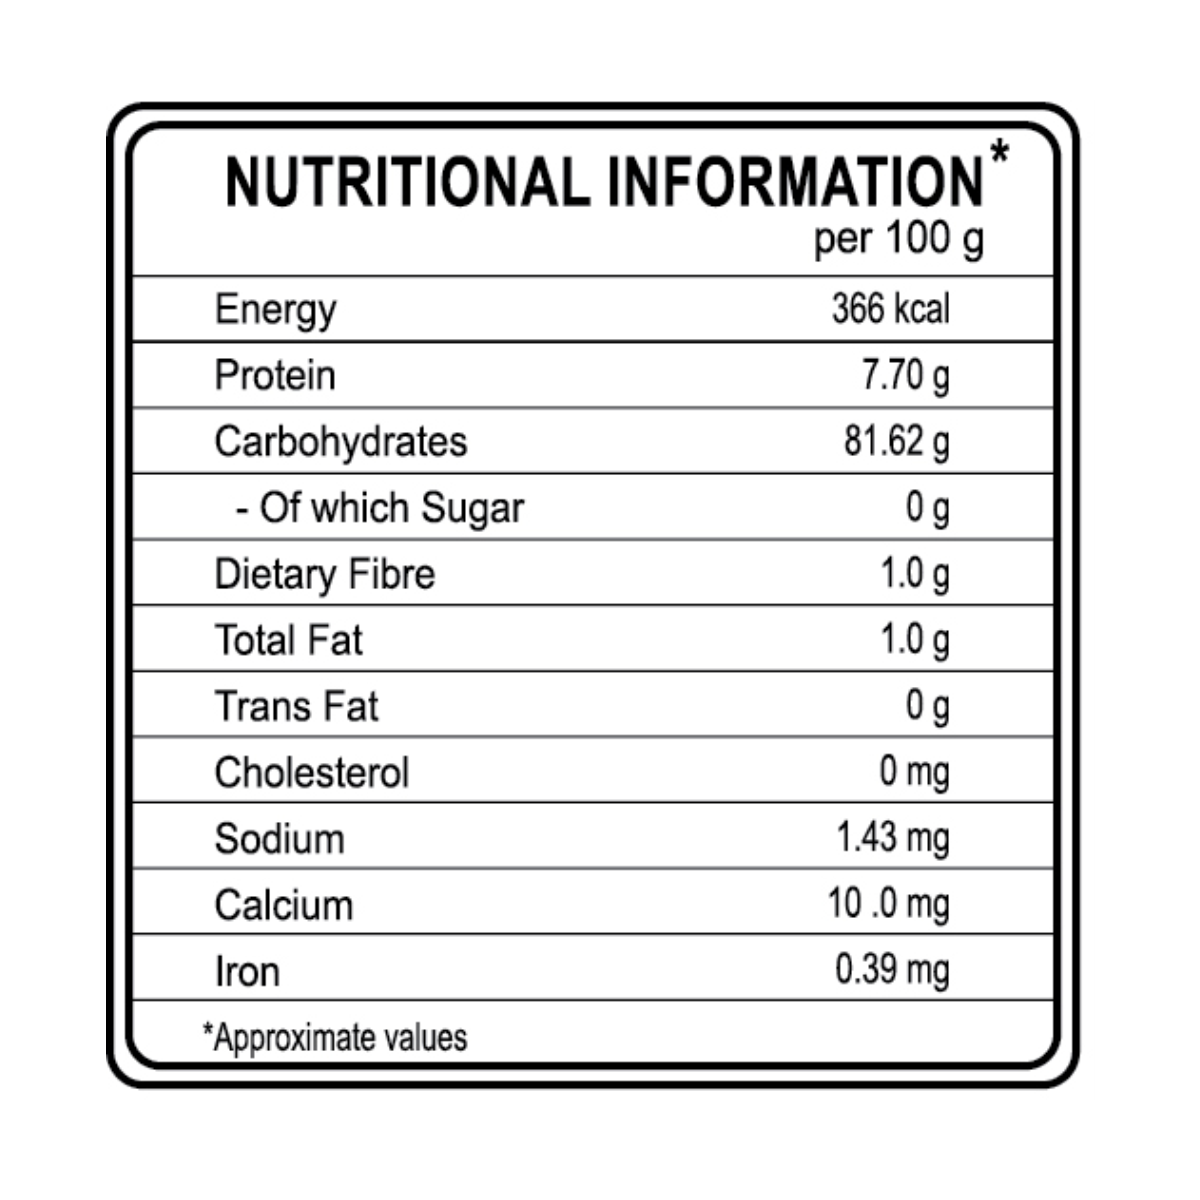 NUTRITIONAL INFORMATION*
per 100 g
Energy 366 kcal
Protein 7.70 g
Carbohydrates 81.62 g
- Of which Sugar 0 g
Dietary Fibre 1.0 g
Total Fat 1.0 g
Trans Fat 0 g
Cholesterol 0 mg
Sodium 1.43 mg
Calcium 10 .0 mg
Iron 0.39 mg
*Approximate values